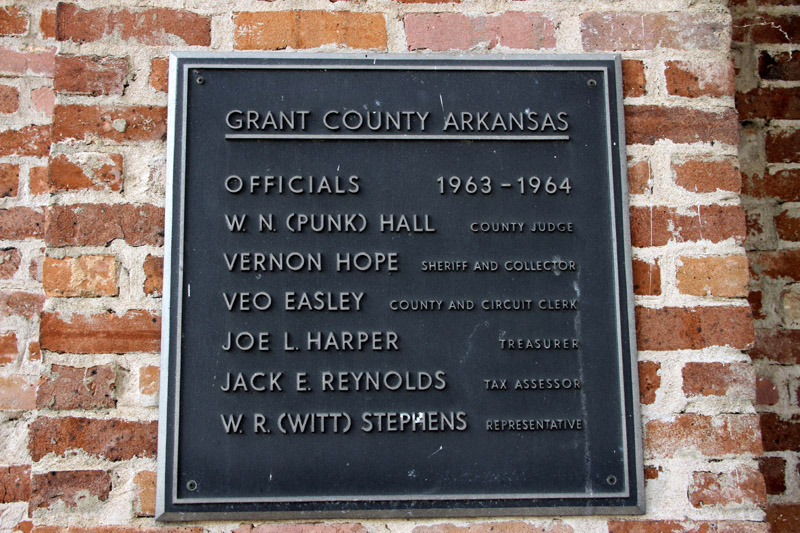 GRANT COUNTY ARKANSAS
OFFICIALS 1963-1964
W. N. (PUNK) HALL COUNTY JUDGE
VERNON HOPE SHERIFF AND COLLECTOR
VEO EASLEY COUNTY AND CIRCUIT CLERK
JOE L. HARPER TREASURER
JACK E. REYNOLDS TAX ASSESSOR
W. R. (WITT) STEPHENS REPRESENTATIVE